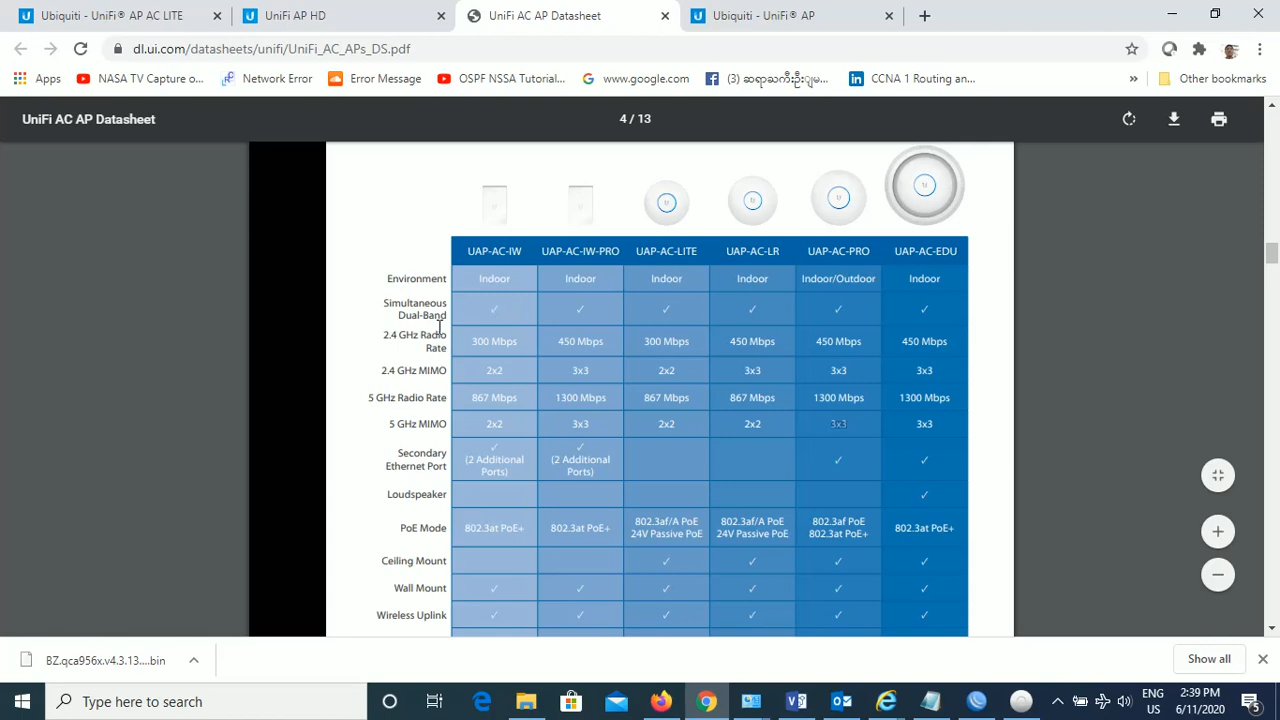 Ubiquiti - UniFi® AP AC LITE
UniFi AP HD
UniFi AC AP Datasheet
Ubiquiti - UniFi® AP
dl.ui.com/datasheets/unifi/UniFi_AC_APs_DS.pdf
Apps NASA TV Capture o... Network Error Error Message OSPF NSSA Tutorial... www.google.com (3) ဆရာဆကီးဦးျမ... CCNA 1 Routing an... » Other bookmarks
UniFi AC AP Datasheet 4 / 13
UAP-AC-IW UAP-AC-IW-PRO UAP-AC-LITE UAP-AC-LR UAP-AC-PRO UAP-AC-EDU
Environment Indoor Indoor Indoor Indoor Indoor/Outdoor Indoor
Simultaneous
Dual-Band ✓ ✓ ✓ ✓ ✓ ✓
2.4 GHz Radio
Rate 300 Mbps 450 Mbps 300 Mbps 450 Mbps 450 Mbps 450 Mbps
2.4 GHz MIMO 2x2 3x3 2x2 3x3 3x3 3x3
5 GHz Radio Rate 867 Mbps 1300 Mbps 867 Mbps 867 Mbps 1300 Mbps 1300 Mbps
5 GHz MIMO 2x2 3x3 2x2 2x2 3x3 3x3
Secondary
Ethernet Port ✓ ✓ ✓ ✓
(2 Additional (2 Additional
Ports) Ports)
Loudspeaker ✓
PoE Mode 802.3at PoE+ 802.3at PoE+ 802.3af/A PoE 802.3af/A PoE 802.3af PoE 802.3at PoE+
24V Passive PoE 24V Passive PoE 802.3at PoE+
Ceiling Mount ✓ ✓ ✓ ✓
Wall Mount ✓ ✓ ✓ ✓ ✓ ✓
Wireless Uplink ✓ ✓ ✓ ✓ ✓ ✓
BZ.qca956x.v4.3.13....bin Show all
Type here to search
ENG 2:39 PM
US 6/11/2020 5